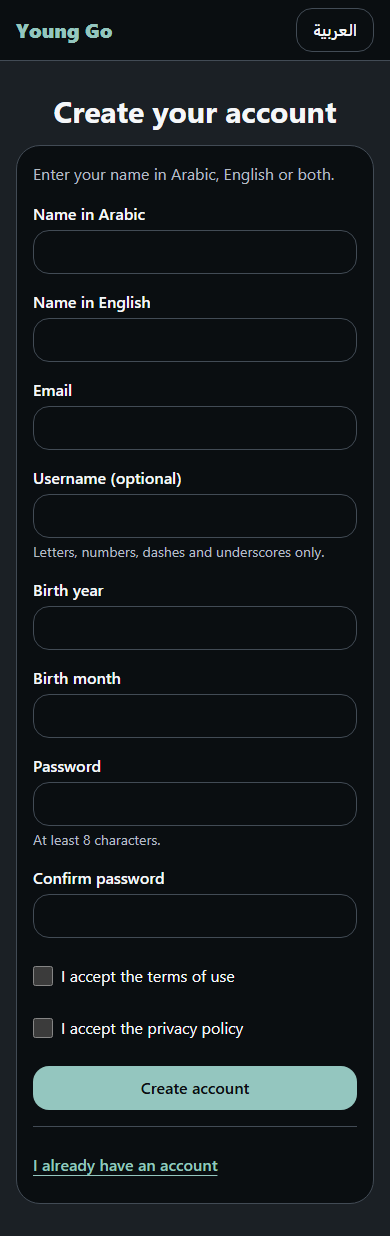 Young Go
العربية
Create your account
Enter your name in Arabic, English or both.
Name in Arabic
Name in English
Email
Username (optional)
Letters, numbers, dashes and underscores only.
Birth year
Birth month
Password
At least 8 characters.
Confirm password
I accept the terms of use
I accept the privacy policy
Create account
I already have an account